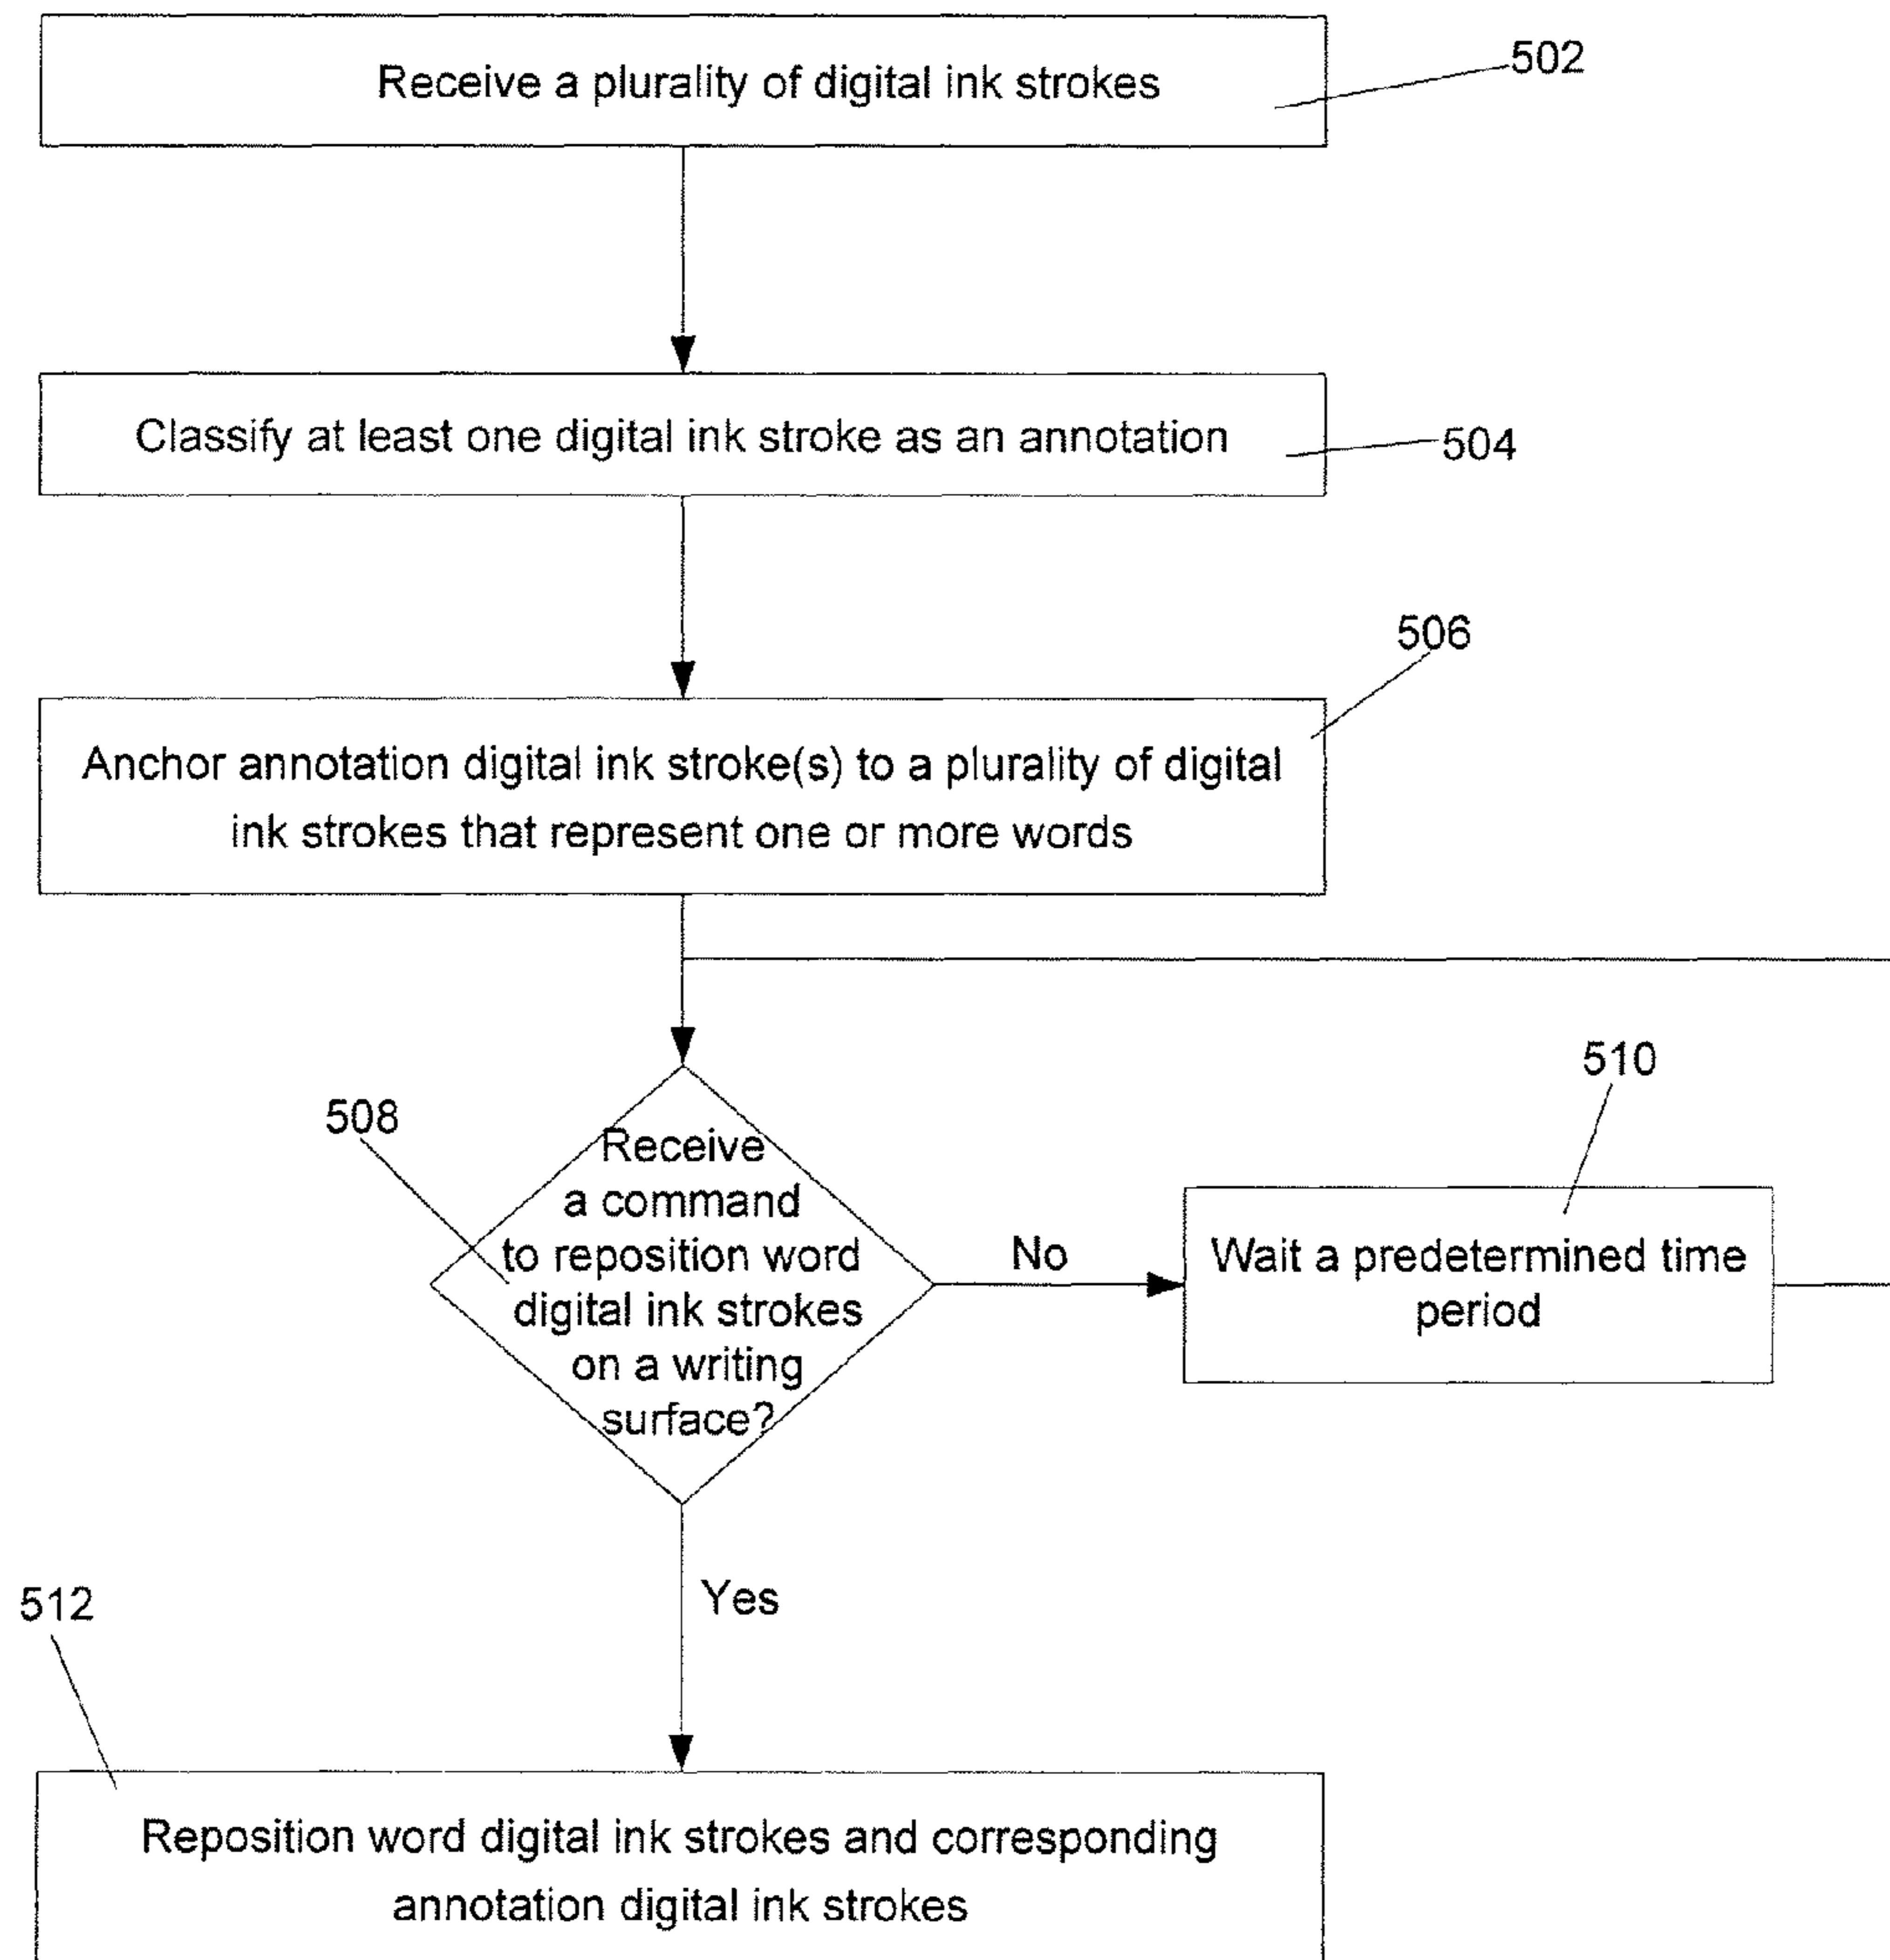 Receive a plurality of digital ink strokes
502
Classify at least one digital ink stroke as an annotation
504
506
Anchor annotation digital ink stroke(s) to a plurality of digital
ink strokes that represent one or more words
508
Receive
a command
to reposition word
digital ink strokes
on a writing
surface?
No
510
Wait a predetermined time
period
Yes
512
Reposition word digital ink strokes and corresponding
annotation digital ink strokes